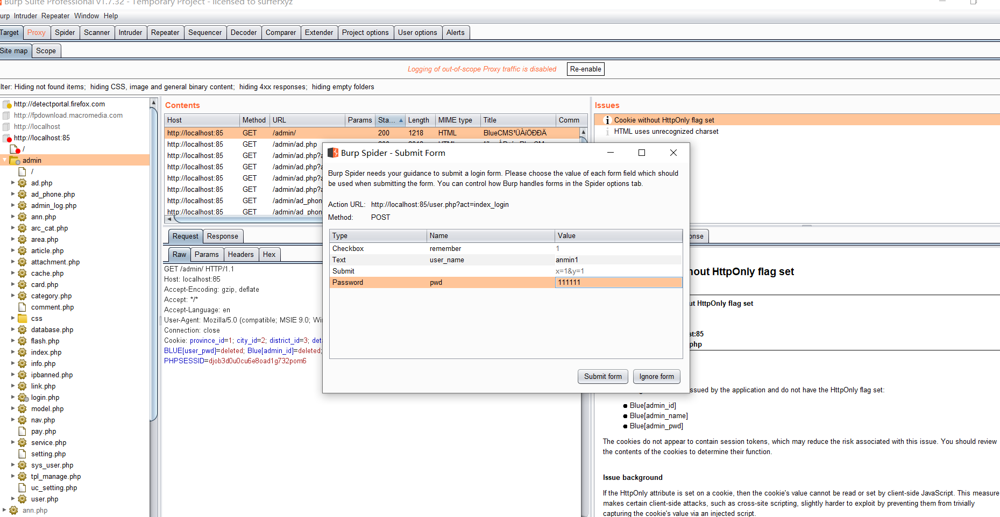 Burp Suite Professional v1.7.32 - Temporary Project - licensed to surferxyz
urp Intruder Repeater Window Help
Target Proxy Spider Scanner Intruder Repeater Sequencer Decoder Comparer Extender Project options User options Alerts
Site map Scope
Logging of out-of-scope Proxy traffic is disabled Re-enable
ilter: Hiding not found items; hiding CSS, image and general binary content; hiding 4xx responses; hiding empty folders
http://detectportal.firefox.com
http://fpdownload.macromedia.com
http://localhost
http://localhost:85
/
admin
/
ad.php
ad_phone.php
admin_log.php
ann.php
arc_cat.php
area.php
article.php
attachment.php
cache.php
card.php
category.php
comment.php
css
database.php
flash.php
index.php
info.php
ipbanned.php
link.php
login.php
model.php
nav.php
pay.php
service.php
setting.php
sys_user.php
tpl_manage.php
uc_setting.php
user.php
ann.php
Contents
Host Method URL Params Sta... Length MIME type Title Comm
http://localhost:85 GET /admin/ 200 1218 HTML BlueCMS¹ÜÀíÖÐÐÄ
http://localhost:85 GET /admin/ad.php
http://localhost:85 GET /admin/ad.php?a
http://localhost:85 GET /admin/ad.php?a
http://localhost:85 GET /admin/ad.php?a
http://localhost:85 GET /admin/ad.php?a
http://localhost:85 GET /admin/ad_phon
http://localhost:85 GET /admin/ad_phon
Request Response
Raw Params Headers Hex
GET /admin/ HTTP/1.1
Host: localhost:85
Accept-Encoding: gzip, deflate
Accept: */*
Accept-Language: en
User-Agent: Mozilla/5.0 (compatible; MSIE 9.0; Wi
Connection: close
Cookie: province_id=1; city_id=2; district_id=3; det
BLUE[user_pwd]=deleted; Blue[admin_id]=deleted;
PHPSESSID=djob3d0u0cu6e8oad1g732pom6
Burp Spider - Submit Form
Burp Spider needs your guidance to submit a login form. Please choose the value of each form field which should
be used when submitting the form. You can control how Burp handles forms in the Spider options tab.
Action URL: http://localhost:85/user.php?act=index_login
Method: POST
Type Name Value
Checkbox remember 1
Text user_name anmin1
Submit x=1&y=1
Password pwd 111111
Submit form Ignore form
Issues
Cookie without HttpOnly flag set
HTML uses unrecognized charset
onse
hout HttpOnly flag set
ut HttpOnly flag set
st:85
php
ssued by the application and do not have the HttpOnly flag set:
Blue[admin_id]
Blue[admin_name]
Blue[admin_pwd]
The cookies do not appear to contain session tokens, which may reduce the risk associated with this issue. You should review
the contents of the cookies to determine their function.
Issue background
If the HttpOnly attribute is set on a cookie, then the cookie's value cannot be read or set by client-side JavaScript. This measure
makes certain client-side attacks, such as cross-site scripting, slightly harder to exploit by preventing them from trivially
capturing the cookie's value via an injected script.